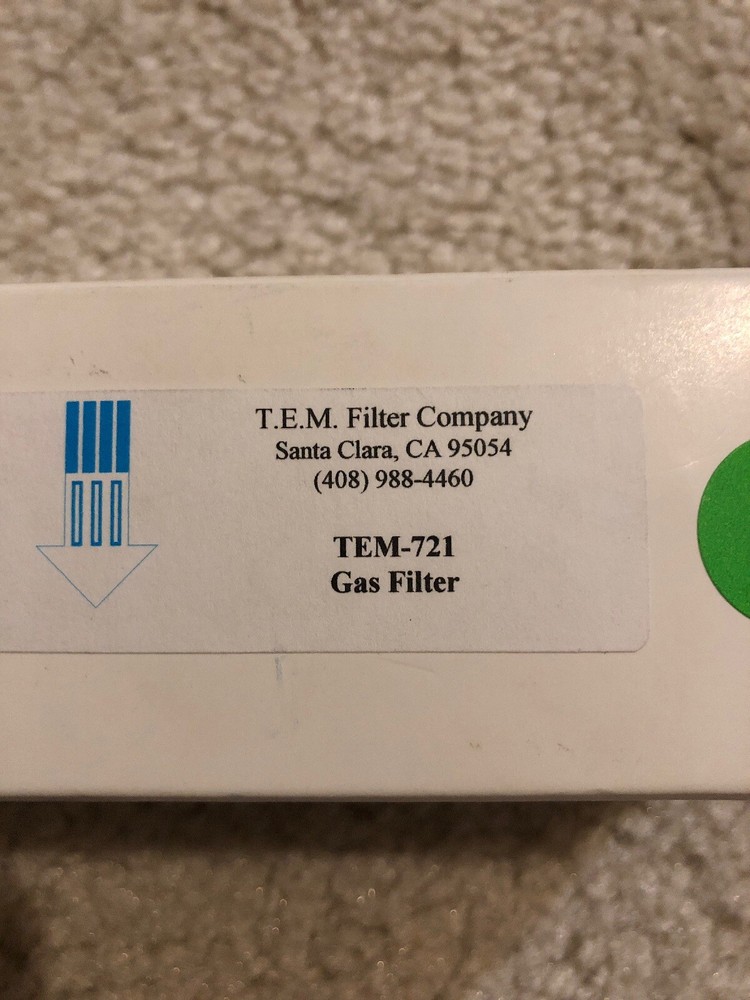 T.E.M. Filter Company
Santa Clara, CA 95054
(408) 988-4460
TEM-721
Gas Filter